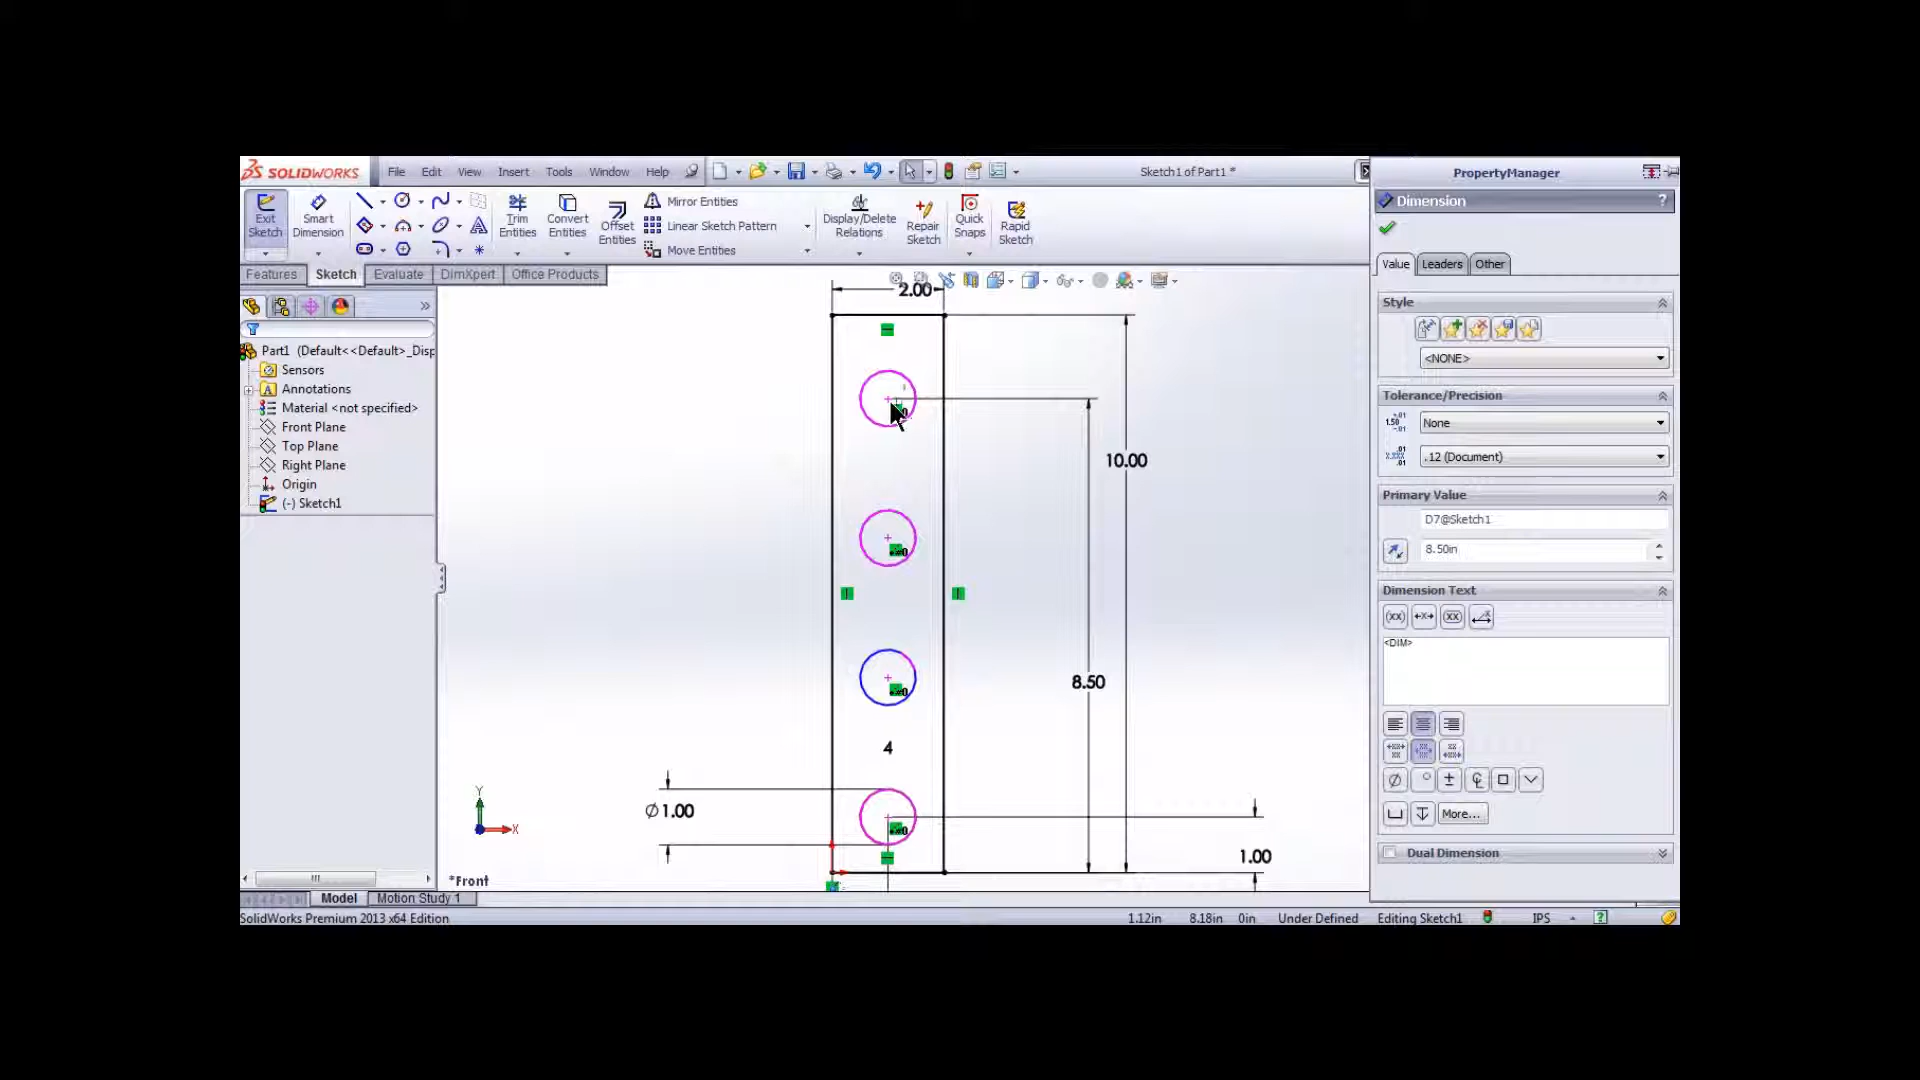 SOLIDWORKS File Edit View Insert Tools Window Help Sketch1 of Part1 * PropertyManager
Exit Sketch
Smart Dimension
Trim Entities
Convert Entities
Offset Entities
Mirror Entities
Linear Sketch Pattern
Move Entities
Display/Delete Relations
Repair Sketch
Quick Snaps
Rapid Sketch
Features Sketch Evaluate DimXpert Office Products
Part1 (Default<<Default>_Disp
Sensors
Annotations
Material <not specified>
Front Plane
Top Plane
Right Plane
Origin
(-) Sketch1
2.00
10.00
8.50
4
∅1.00
1.00
Y
X
*Front
Dimension ?
Value Leaders Other
Style
<NONE>
Tolerance/Precision
None
.12 (Document)
Primary Value
D7@Sketch1
8.50in
Dimension Text
<DIM>
More...
Dual Dimension
Model Motion Study 1
SolidWorks Premium 2013 x64 Edition 1.12in 8.18in 0in Under Defined Editing Sketch1 IPS